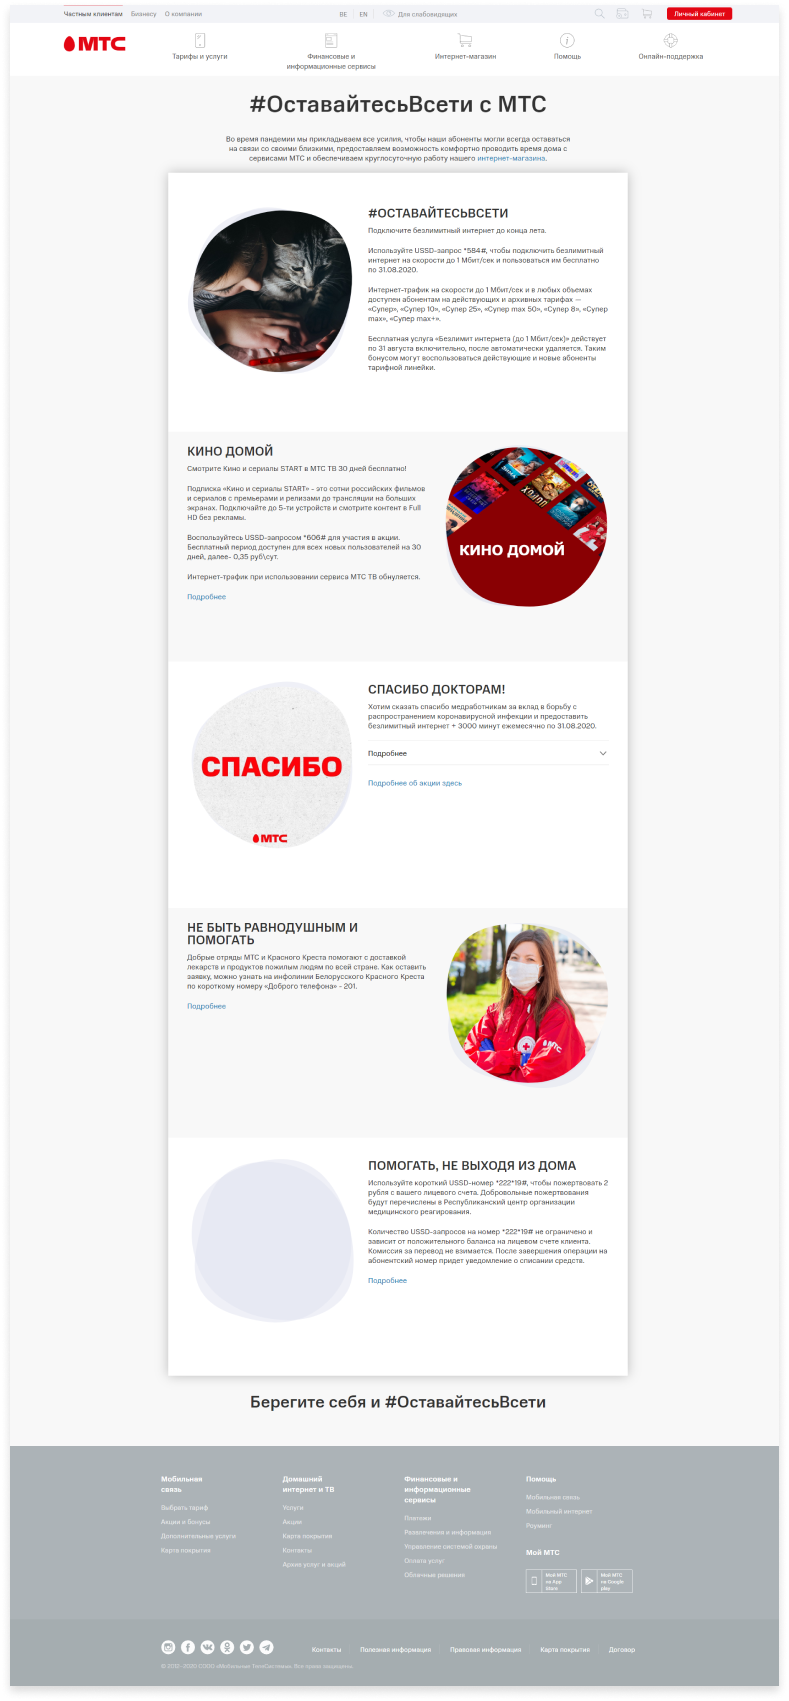 Частным клиентам Бизнесу О компании BE EN Для слабовидящих Личный кабинет
МТС
Тарифы и услуги
Финансовые и
информационные сервисы
Интернет-магазин
Помощь
Онлайн-поддержка
#ОставайтесьВсети с МТС
Во время пандемии мы прикладываем все усилия, чтобы наши абоненты могли всегда оставаться
на связи со своими близкими, предоставляем возможность комфортно проводить время дома с
сервисами МТС и обеспечиваем круглосуточную работу нашего интернет-магазина.
#ОСТАВАЙТЕСЬВСЕТИ
Подключите безлимитный интернет до конца лета.
Используйте USSD-запрос *584#, чтобы подключить безлимитный
интернет на скорости до 1 Мбит/сек и пользоваться им бесплатно
по 31.08.2020.
Интернет-трафик на скорости до 1 Мбит/сек и в любых объемах
доступен абонентам на действующих и архивных тарифах —
«Супер», «Супер 10», «Супер 25», «Супер max 50», «Супер 8», «Супер
max», «Супер max+».
Бесплатная услуга «Безлимит интернета (до 1 Мбит/сек)» действует
по 31 августа включительно, после автоматически удаляется. Таким
бонусом могут воспользоваться действующие и новые абоненты
тарифной линейки.
КИНО ДОМОЙ
Смотрите Кино и сериалы START в МТС ТВ 30 дней бесплатно!
Подписка «Кино и сериалы START» - это сотни российских фильмов
и сериалов с премьерами и релизами до трансляции на больших
экранах. Подключайте до 5-ти устройств и смотрите контент в Full
HD без рекламы.
Воспользуйтесь USSD-запросом *606# для участия в акции.
Бесплатный период доступен для всех новых пользователей на 30
дней, далее- 0,35 руб\сут.
Интернет-трафик при использовании сервиса МТС ТВ обнуляется.
Подробнее
КИНО ДОМОЙ
СПАСИБО
МТС
СПАСИБО ДОКТОРАМ!
Хотим сказать спасибо медработникам за вклад в борьбу с
распространением коронавирусной инфекции и предоставить
безлимитный интернет + 3000 минут ежемесячно по 31.08.2020.
Подробнее
Подробнее об акции здесь
НЕ БЫТЬ РАВНОДУШНЫМ И
ПОМОГАТЬ
Добрые отряды МТС и Красного Креста помогают с доставкой
лекарств и продуктов пожилым людям по всей стране. Как оставить
заявку, можно узнать на инфолинии Белорусского Красного Креста
по короткому номеру «Доброго телефона» - 201.
Подробнее
МТС
ПОМОГАТЬ, НЕ ВЫХОДЯ ИЗ ДОМА
Используйте короткий USSD-номер *222*19#, чтобы пожертвовать 2
рубля с вашего лицевого счета. Добровольные пожертвования
будут перечислены в Республиканский центр организации
медицинского реагирования.
Количество USSD-запросов на номер *222*19# не ограничено и
зависит от положительного баланса на лицевом счете клиента.
Комиссия за перевод не взимается. После завершения операции на
абонентский номер придет уведомление о списании средств.
Подробнее
Берегите себя и #ОставайтесьВсети
Мобильная
связь
Выбрать тариф
Акции и бонусы
Дополнительные услуги
Карта покрытия
Домашний
интернет и ТВ
Услуги
Акции
Карта покрытия
Контакты
Архив услуг и акций
Финансовые и
информационные
сервисы
Платежи
Развлечения и информация
Управление системой охраны
Оплата услуг
Облачные решения
Помощь
Мобильная связь
Мобильный интернет
Роуминг
Мой МТС
Мой МТС
на App
Store
Мой МТС
на Google
play
Контакты Полезная информация Правовая информация Карта покрытия Договор
© 2012-2020 СООО «Мобильные ТелеСистемы». Все права защищены.